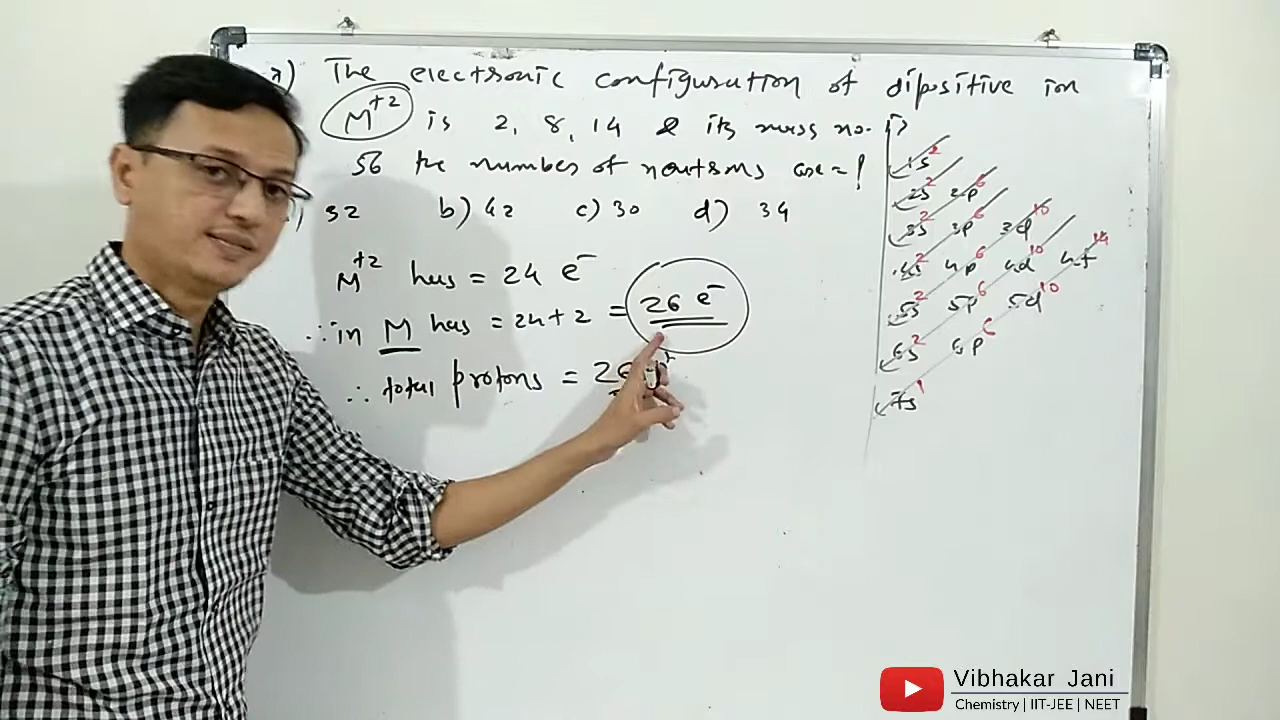 The electronic configuration of dipositive ion
M+2 is 2, 8, 14 & its mass no.
56 the number of neutrons are = ?
32 b) 42 c) 30 d) 34
M+2 has = 24 e-
∴ in M has = 24+2 = 26 e-
∴ total protons = 26
1s2
2s2 2p6
3s2 3p6 3d10
4s2 4p6 4d10 4f14
5s2 5p6 5d10
6s2 6p6
7s1
Vibhakar Jani
Chemistry | IIT-JEE | NEET